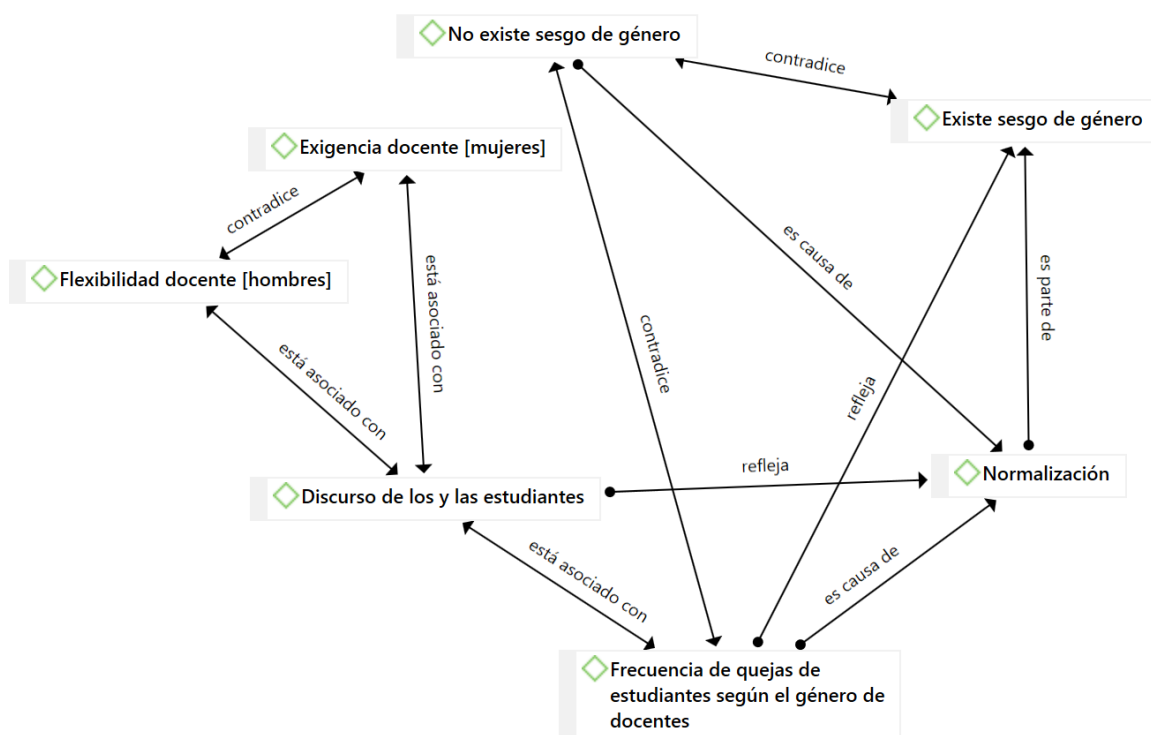 No existe sesgo de género
contradice
Existe sesgo de género
Exigencia docente [mujeres]
contradice
es causa de
Flexibilidad docente [hombres]
está asociado con
es parte de
contradice
está asociado con
refleja
refleja
Normalización
Discurso de los y las estudiantes
está asociado con
es causa de
Frecuencia de quejas de
estudiantes según el género de
docentes